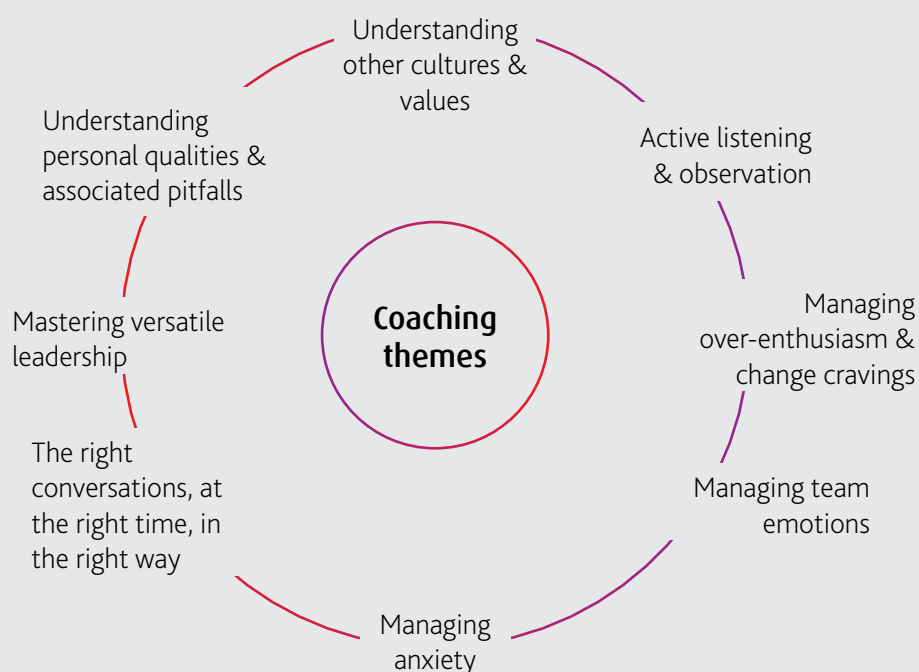 Understanding
other cultures &
values
Active listening
& observation
Managing
over-enthusiasm &
change cravings
Managing team
emotions
Managing
anxiety
The right
conversations, at
the right time, in
the right way
Mastering versatile
leadership
Understanding
personal qualities &
associated pitfalls
Coaching
themes